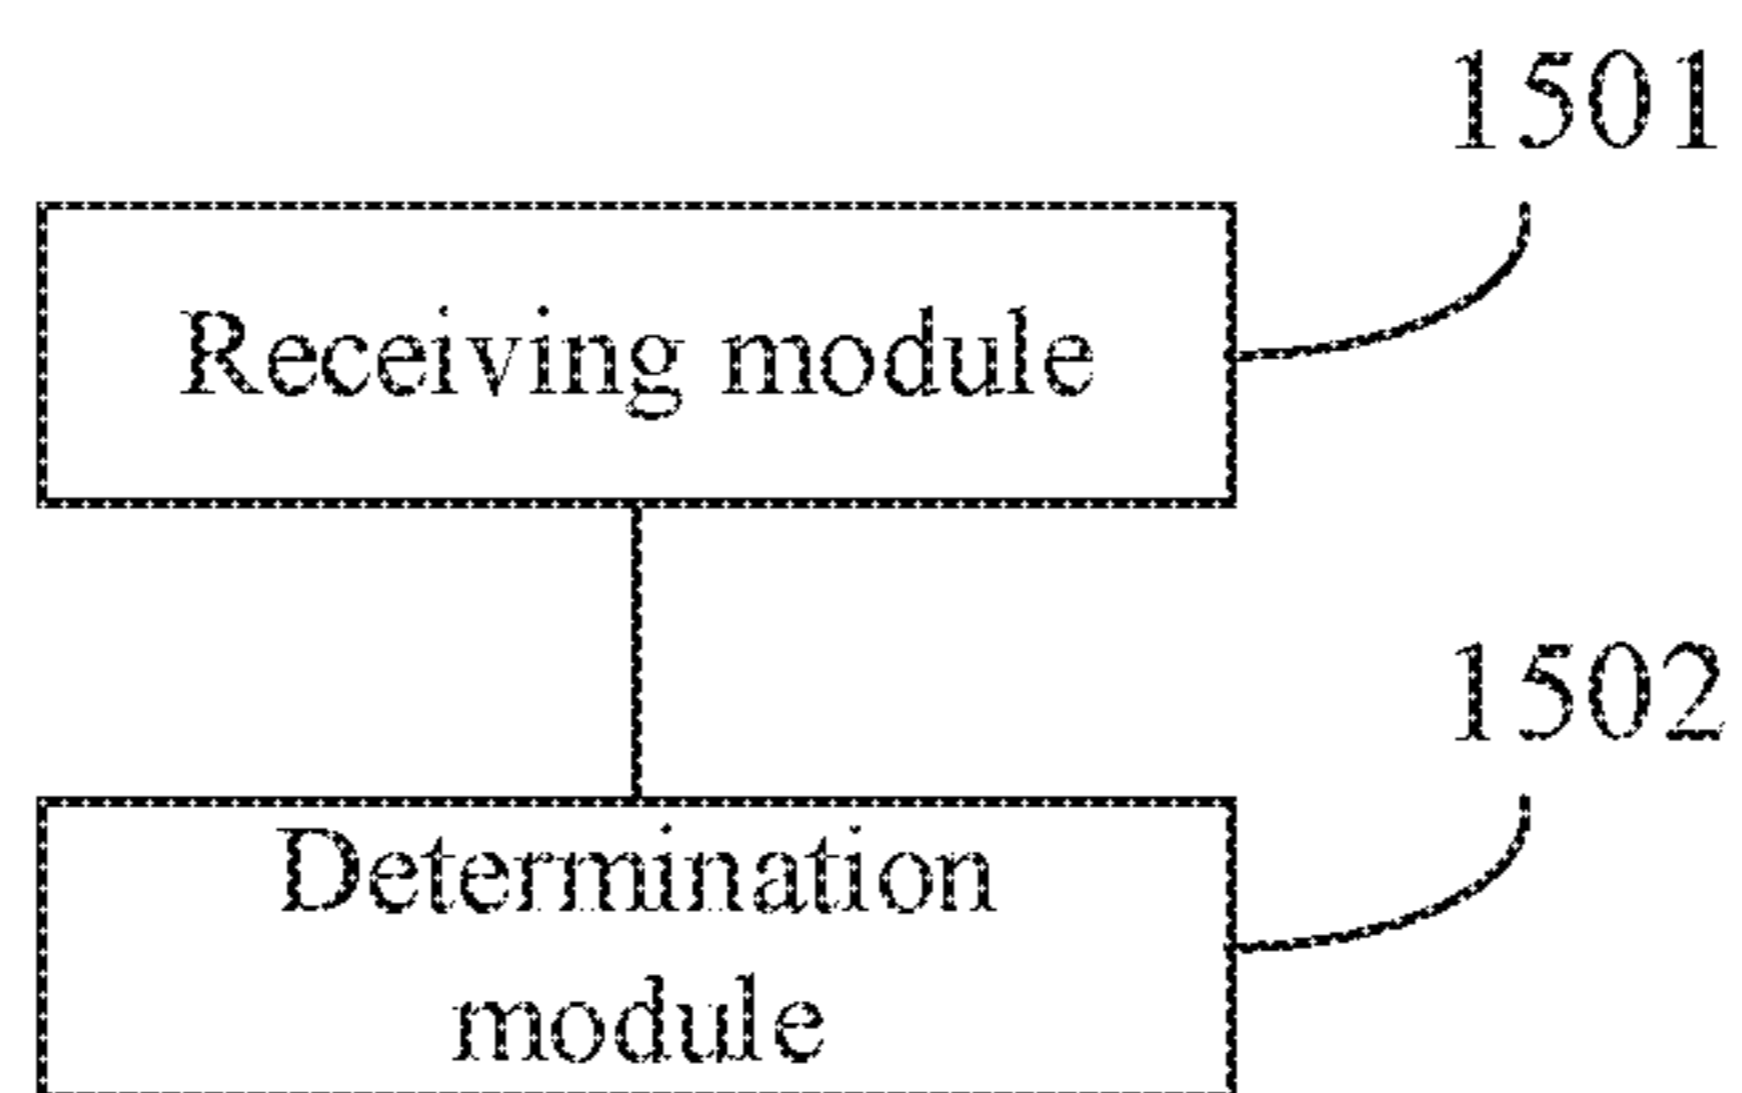 1501
Receiving module
1502
Determination
module